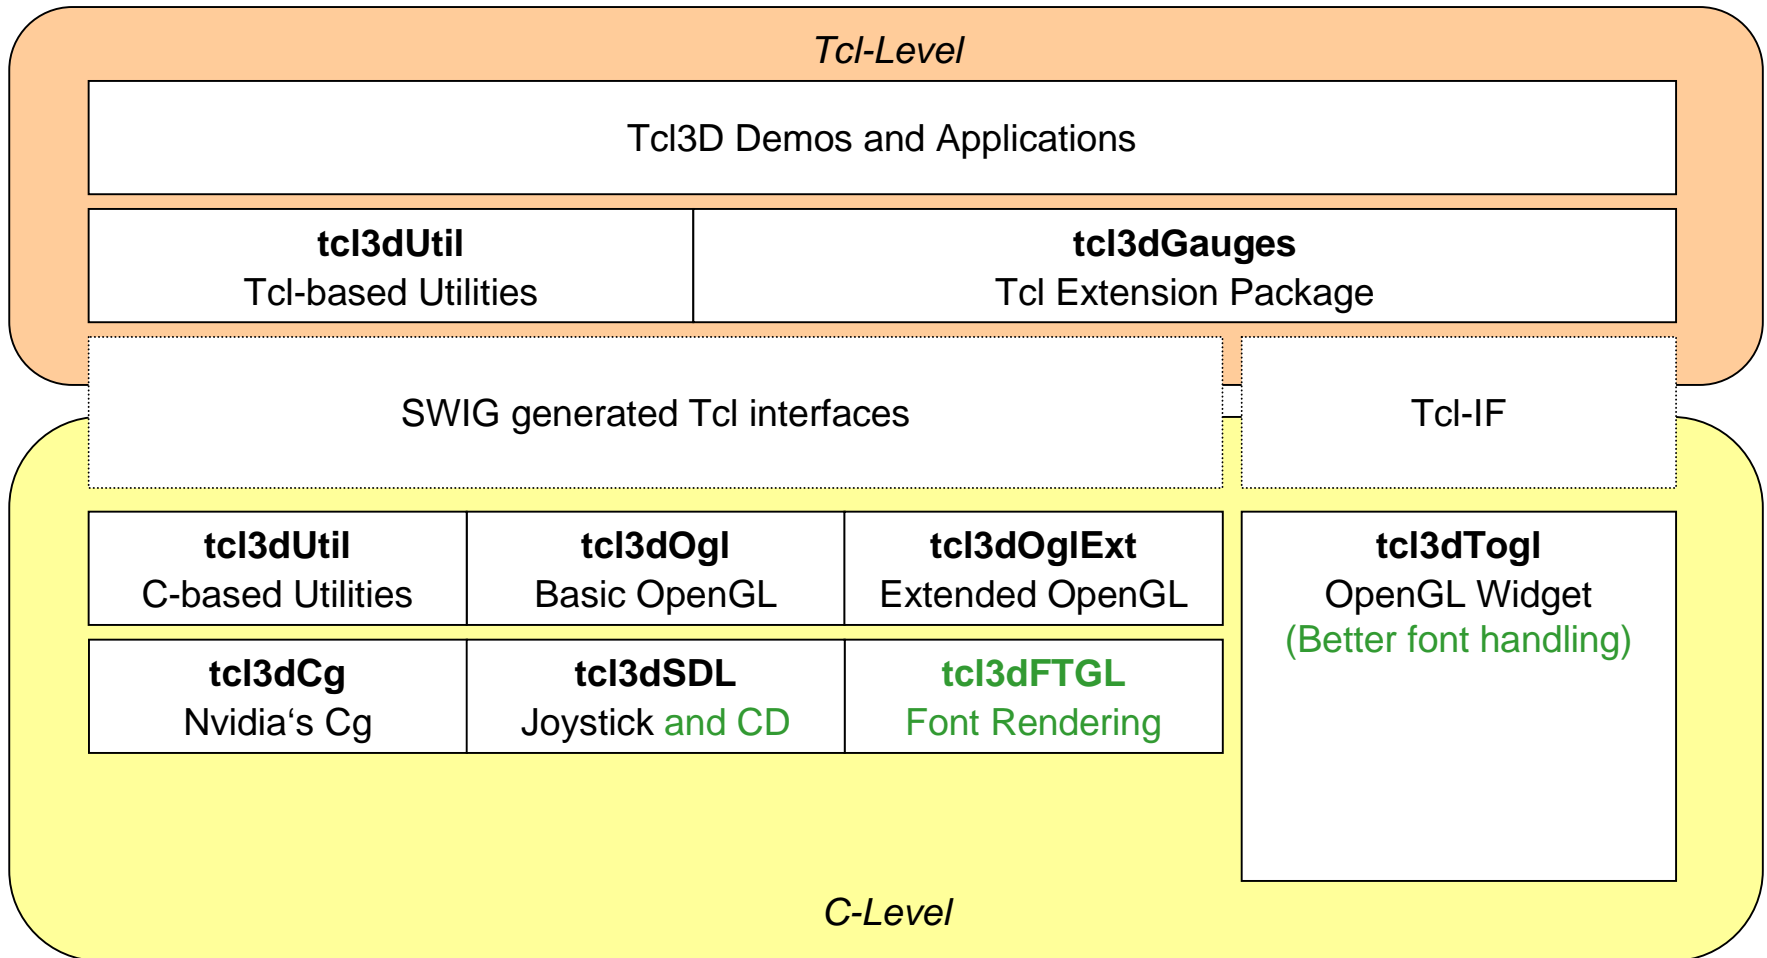 Tcl-Level
Tcl3D Demos and Applications
tcl3dUtil
Tcl-based Utilities
tcl3dGauges
Tcl Extension Package
SWIG generated Tcl interfaces
Tcl-IF
tcl3dUtil
C-based Utilities
tcl3dOgl
Basic OpenGL
tcl3dOglExt
Extended OpenGL
tcl3dTogl
OpenGL Widget
(Better font handling)
tcl3dCg
Nvidia‘s Cg
tcl3dSDL
Joystick and CD
tcl3dFTGL
Font Rendering
C-Level